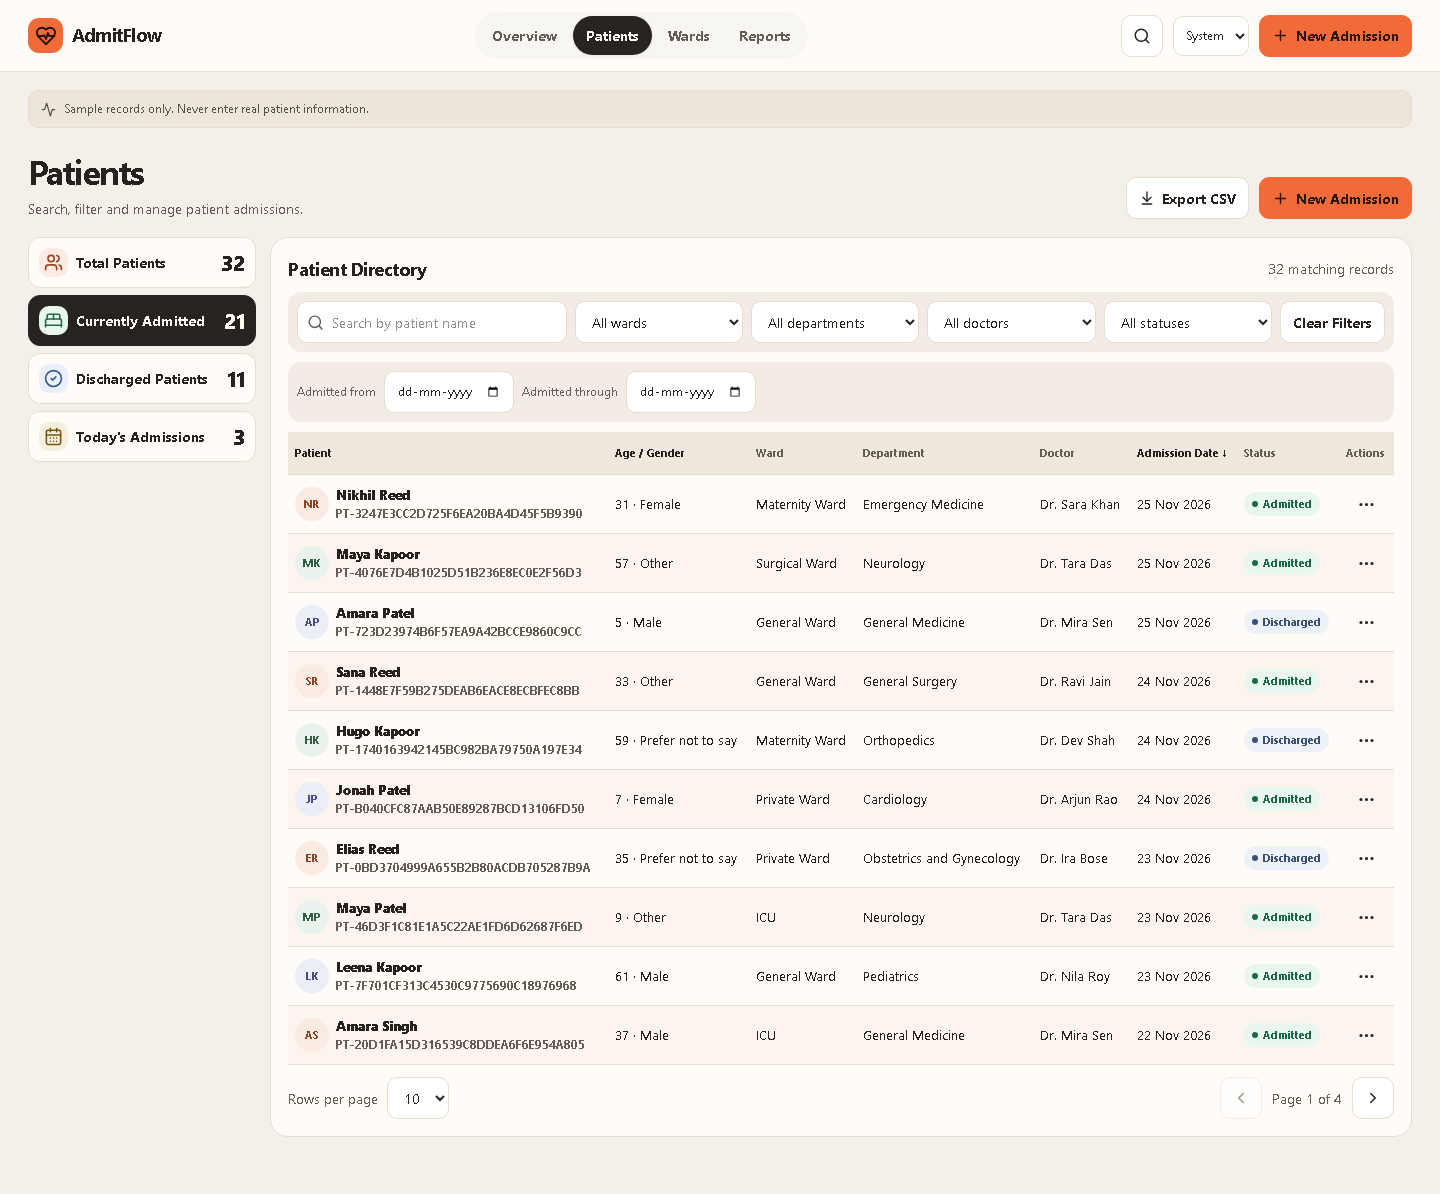 AdmitFlow
Overview Patients Wards Reports
System
New Admission
Sample records only. Never enter real patient information.
Patients
Search, filter and manage patient admissions.
Export CSV
New Admission
Total Patients 32
Currently Admitted 21
Discharged Patients 11
Today's Admissions 3
Patient Directory
32 matching records
Search by patient name All wards All departments All doctors All statuses Clear Filters
Admitted from dd-mm-yyyy Admitted through dd-mm-yyyy
Patient Age / Gender Ward Department Doctor Admission Date ↓ Status Actions
NR Nikhil Reed
PT-3247E3CC2D725F6EA20BA4D45F5B9390 31 · Female Maternity Ward Emergency Medicine Dr. Sara Khan 25 Nov 2026 Admitted
MK Maya Kapoor
PT-4076E7D4B1025D51B236E8EC0E2F56D3 57 · Other Surgical Ward Neurology Dr. Tara Das 25 Nov 2026 Admitted
AP Amara Patel
PT-723D23974B6F57EA9A42BCCE9860C9CC 5 · Male General Ward General Medicine Dr. Mira Sen 25 Nov 2026 Discharged
SR Sana Reed
PT-1448E7F59B275DEAB6EACE8ECBFEC8BB 33 · Other General Ward General Surgery Dr. Ravi Jain 24 Nov 2026 Admitted
HK Hugo Kapoor
PT-1740163942145BC982BA79750A197E34 59 · Prefer not to say Maternity Ward Orthopedics Dr. Dev Shah 24 Nov 2026 Discharged
JP Jonah Patel
PT-B040CFC87AAB50E89287BCD13106FD50 7 · Female Private Ward Cardiology Dr. Arjun Rao 24 Nov 2026 Admitted
ER Elias Reed
PT-0BD3704999A655B2B80ACDB705287B9A 35 · Prefer not to say Private Ward Obstetrics and Gynecology Dr. Ira Bose 23 Nov 2026 Discharged
MP Maya Patel
PT-46D3F1C81E1A5C22AE1FD6D62687F6ED 9 · Other ICU Neurology Dr. Tara Das 23 Nov 2026 Admitted
LK Leena Kapoor
PT-7F701CF313C4530C9775690C18976968 61 · Male General Ward Pediatrics Dr. Nila Roy 23 Nov 2026 Admitted
AS Amara Singh
PT-20D1FA15D316539C8DDEA6F6E954A805 37 · Male ICU General Medicine Dr. Mira Sen 22 Nov 2026 Admitted
Rows per page 10
Page 1 of 4